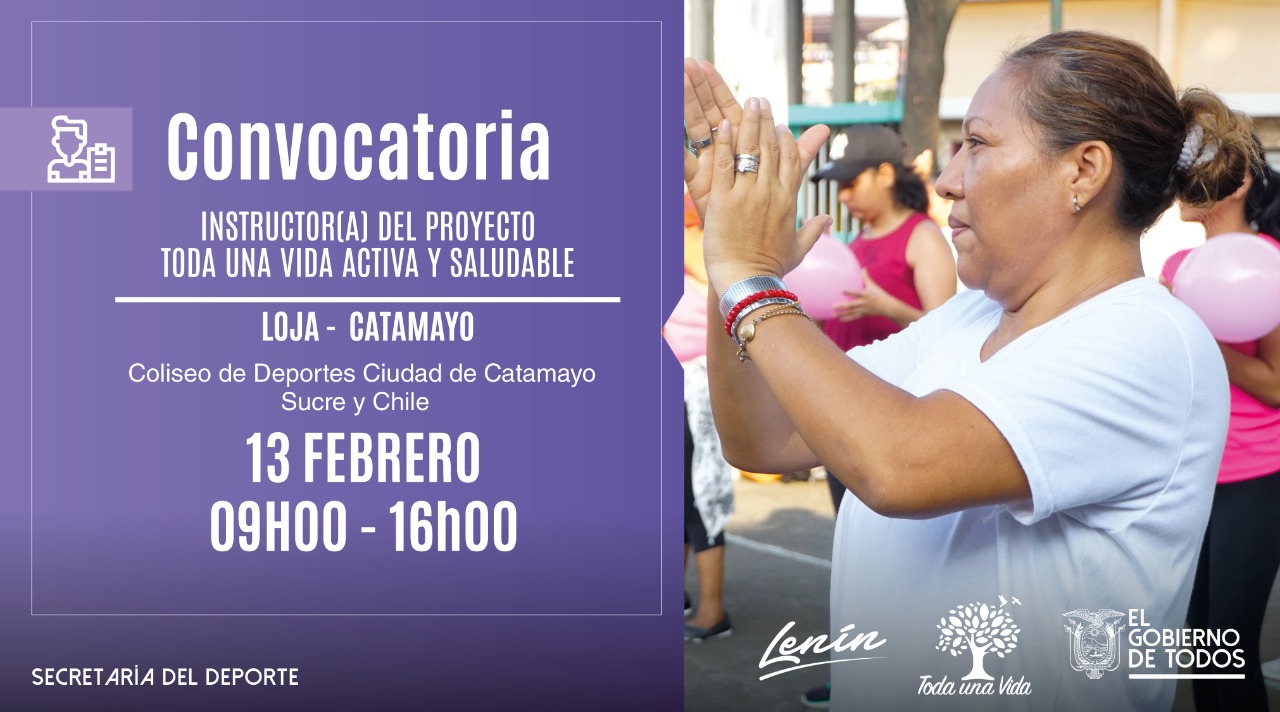 Convocatoria
INSTRUCTOR(A) DEL PROYECTO
TODA UNA VIDA ACTIVA Y SALUDABLE
LOJA - CATAMAYO
Coliseo de Deportes Ciudad de Catamayo
Sucre y Chile
13 FEBRERO
09H00 - 16h00
SECRETARÍA DEL DEPORTE
Lenín
Toda una Vida
EL
GOBIERNO
DE TODOS